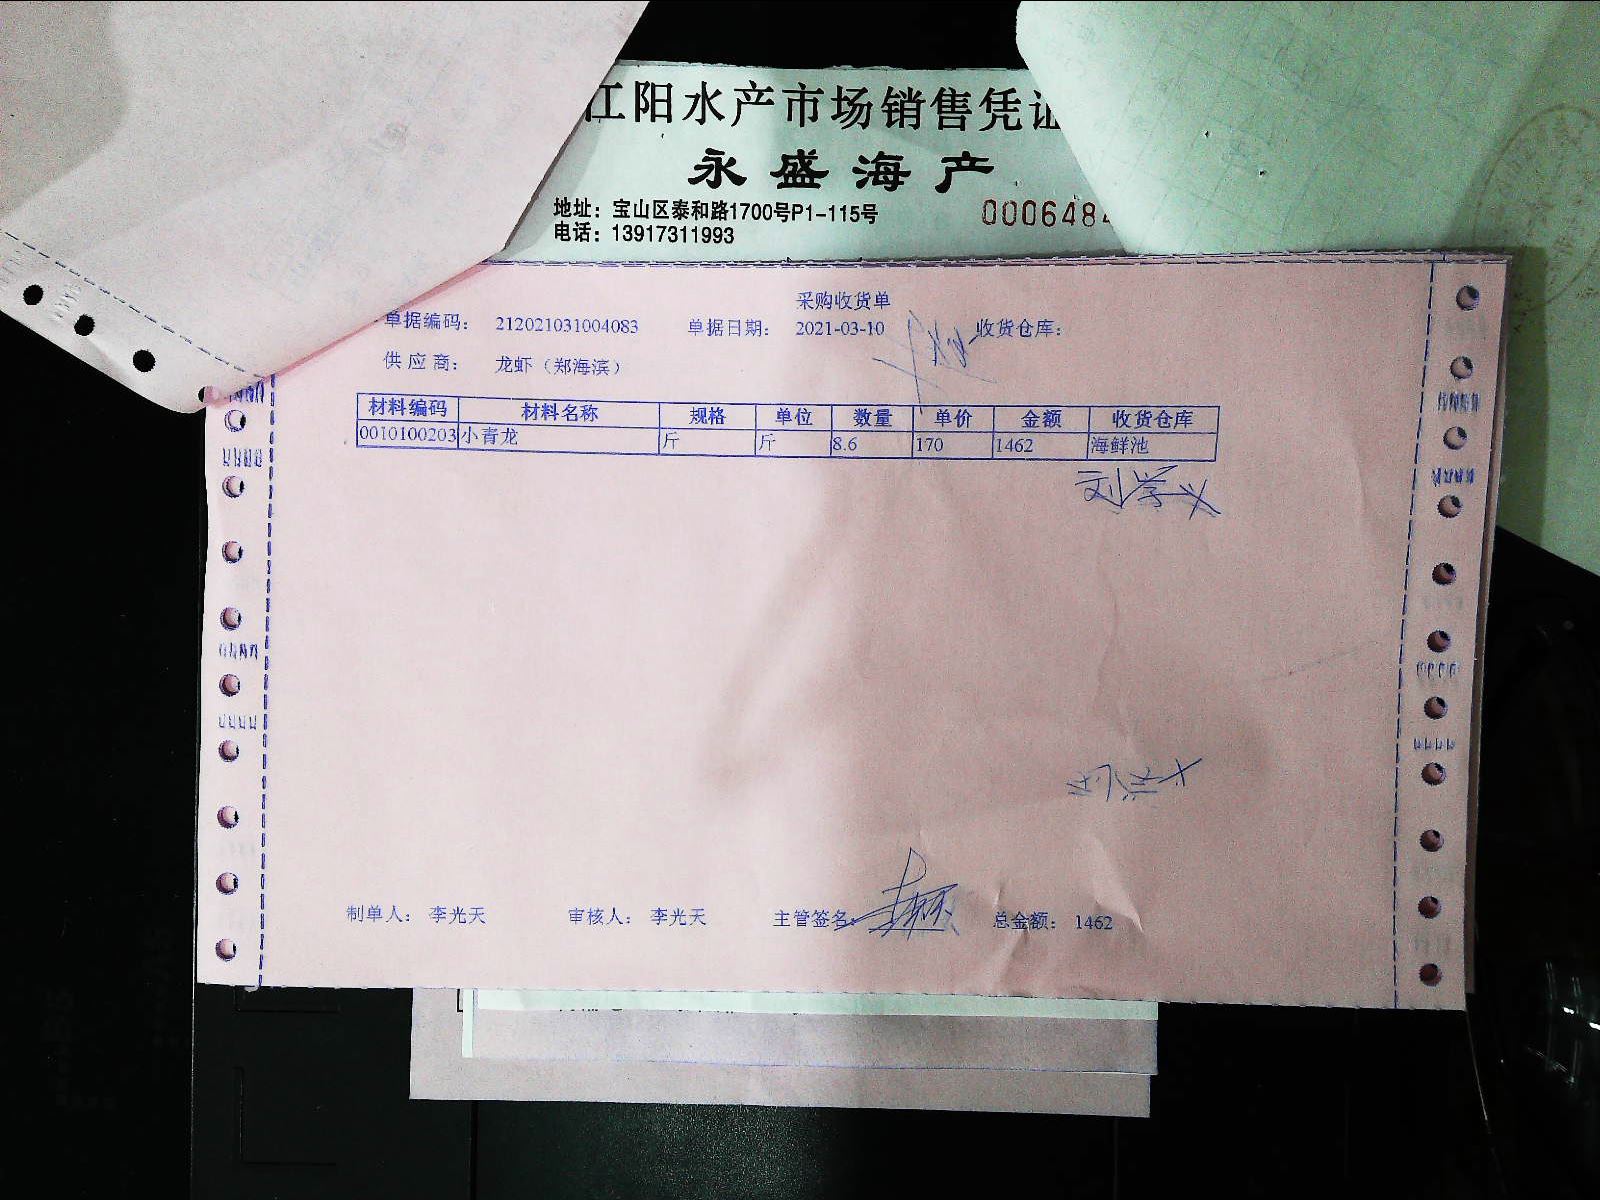 江阳水产市场销售凭证
永盛海产
地址：宝山区泰和路1700号P1-115号
电话：13917311993
000648
采购收货单
单据编码： 212021031004083 单据日期： 2021-03-10 收货仓库：
供应商： 龙虾（郑海滨）
材料编码 材料名称 规格 单位 数量 单价 金额 收货仓库
0010100203 小青龙 斤 斤 8.6 170 1462 海鲜池
刘学义
制单人： 李光天 审核人： 李光天 主管签名： 总金额： 1462